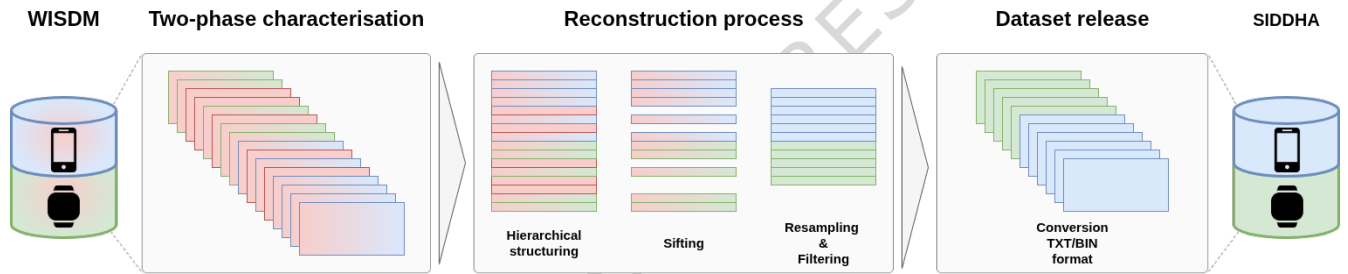 WISDM
Two-phase characterisation
Reconstruction process
Dataset release
SIDDHA
Hierarchical
structuring
Sifting
Resampling
&
Filtering
Conversion
TXT/BIN
format